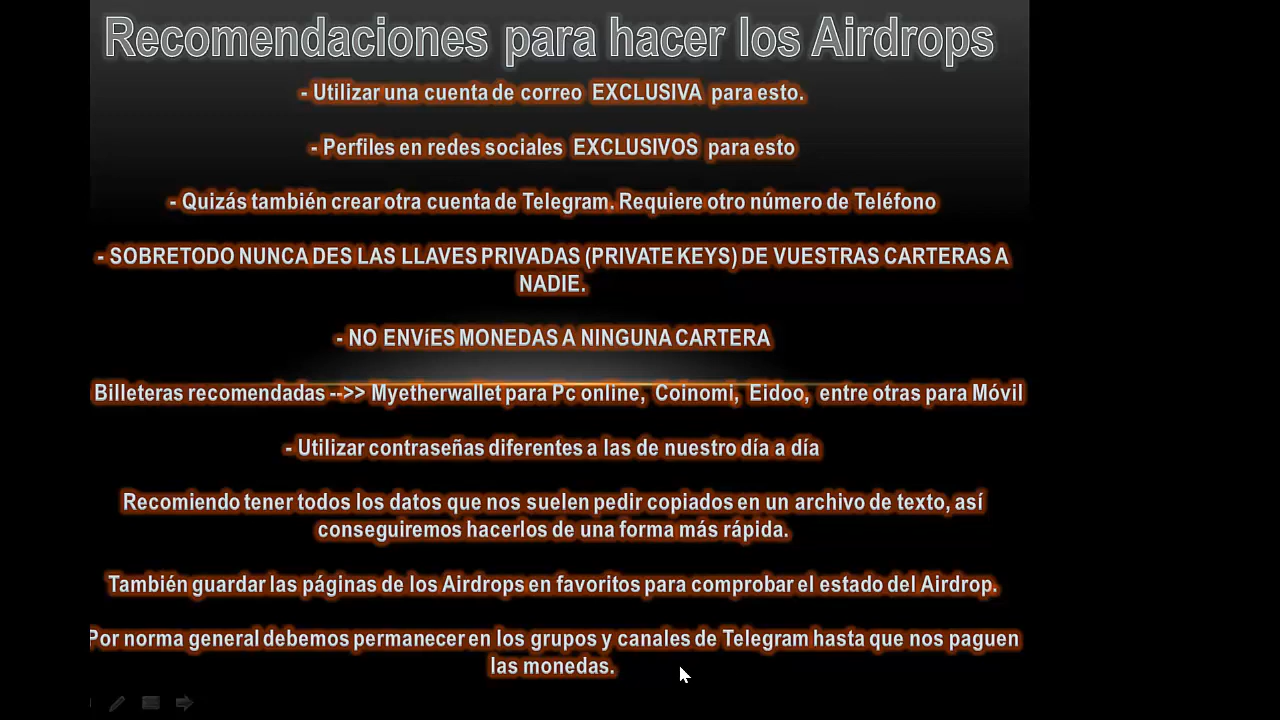 Recomendaciones para hacer los Airdrops
- Utilizar una cuenta de correo EXCLUSIVA para esto.
- Perfiles en redes sociales EXCLUSIVOS para esto
- Quizás también crear otra cuenta de Telegram. Requiere otro número de Teléfono
- SOBRETODO NUNCA DES LAS LLAVES PRIVADAS (PRIVATE KEYS) DE VUESTRAS CARTERAS A
NADIE.
- NO ENVíES MONEDAS A NINGUNA CARTERA
Billeteras recomendadas -->> Myetherwallet para Pc online, Coinomi, Eidoo, entre otras para Móvil
- Utilizar contraseñas diferentes a las de nuestro día a día
Recomiendo tener todos los datos que nos suelen pedir copiados en un archivo de texto, así
conseguiremos hacerlos de una forma más rápida.
También guardar las páginas de los Airdrops en favoritos para comprobar el estado del Airdrop.
Por norma general debemos permanecer en los grupos y canales de Telegram hasta que nos paguen
las monedas.